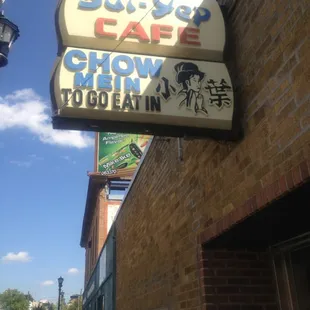 CAFE
CHOW
MEIN
TO GO EAT IN
小
葉